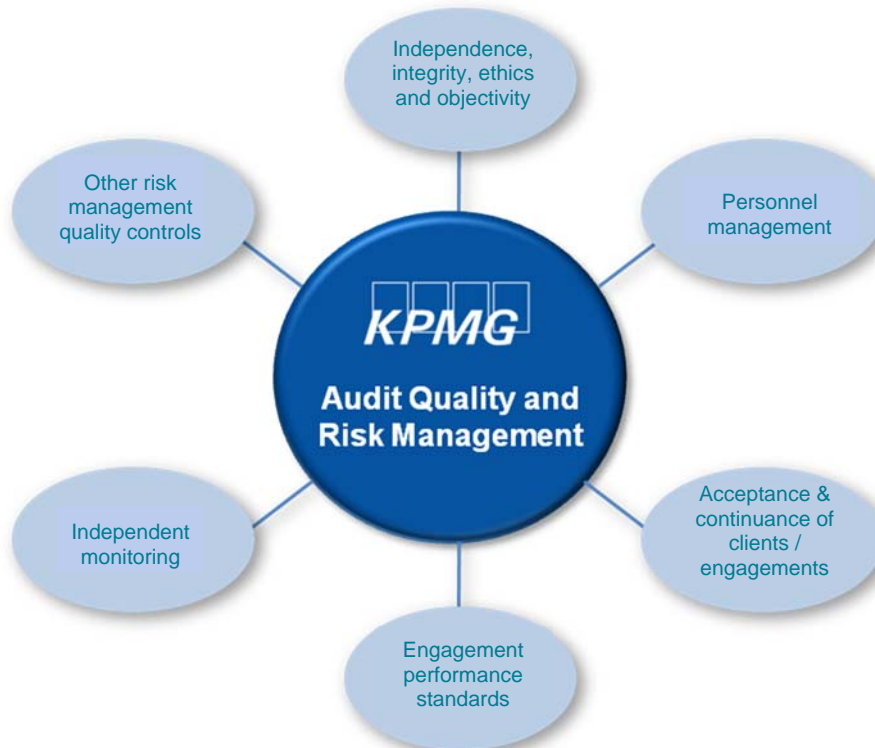 Independence,
integrity, ethics
and objectivity
Other risk
management
quality controls
Personnel
management
KPMG
Audit Quality and
Risk Management
Independent
monitoring
Acceptance &
continuance of
clients /
engagements
Engagement
performance
standards